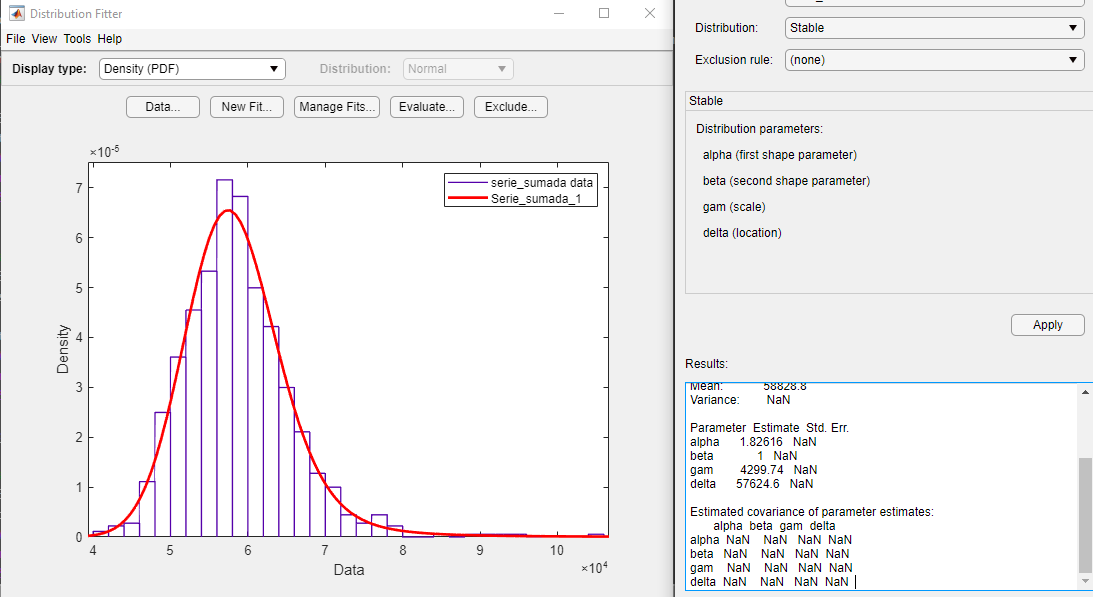 Distribution Fitter
File View Tools Help
Display type: Density (PDF) Distribution: Normal
Data... New Fit... Manage Fits... Evaluate... Exclude...
×10⁻⁵
7
6
5
4
3
2
1
0
Density
serie_sumada data
Serie_sumada_1
4 5 6 7 8 9 10
×10⁴
Data
Distribution: Stable
Exclusion rule: (none)
Stable
Distribution parameters:
alpha (first shape parameter)
beta (second shape parameter)
gam (scale)
delta (location)
Apply
Results:
Mean: 58828.8
Variance: NaN
Parameter Estimate Std. Err.
alpha 1.82616 NaN
beta 1 NaN
gam 4299.74 NaN
delta 57624.6 NaN
Estimated covariance of parameter estimates:
alpha beta gam delta
alpha NaN NaN NaN NaN
beta NaN NaN NaN NaN
gam NaN NaN NaN NaN
delta NaN NaN NaN NaN